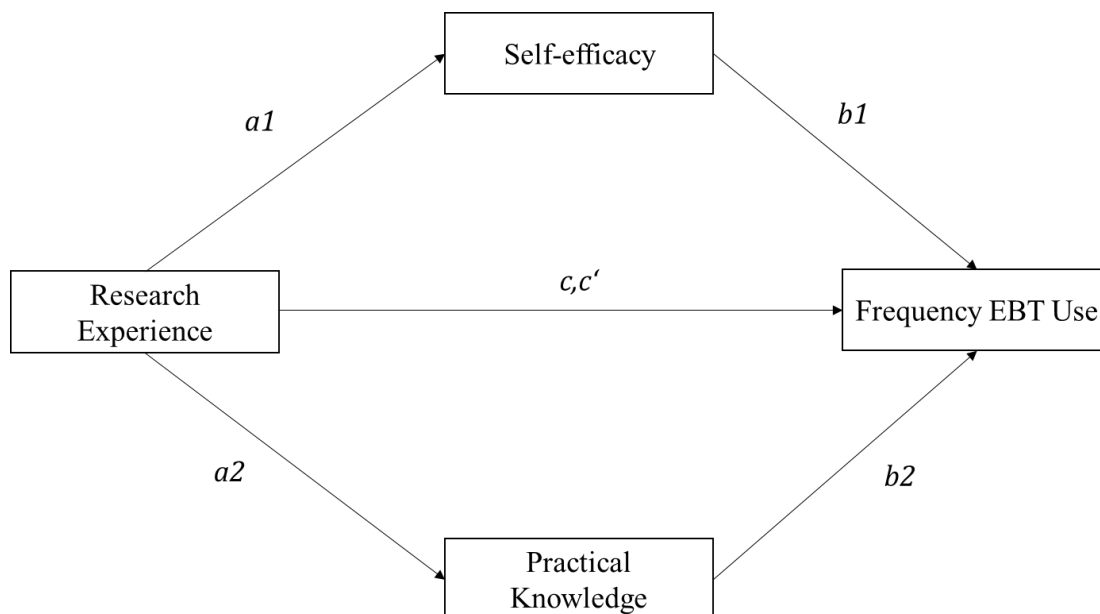 Self-efficacy
a1
b1
c,c‘
Research
Experience
Frequency EBT Use
a2
b2
Practical
Knowledge